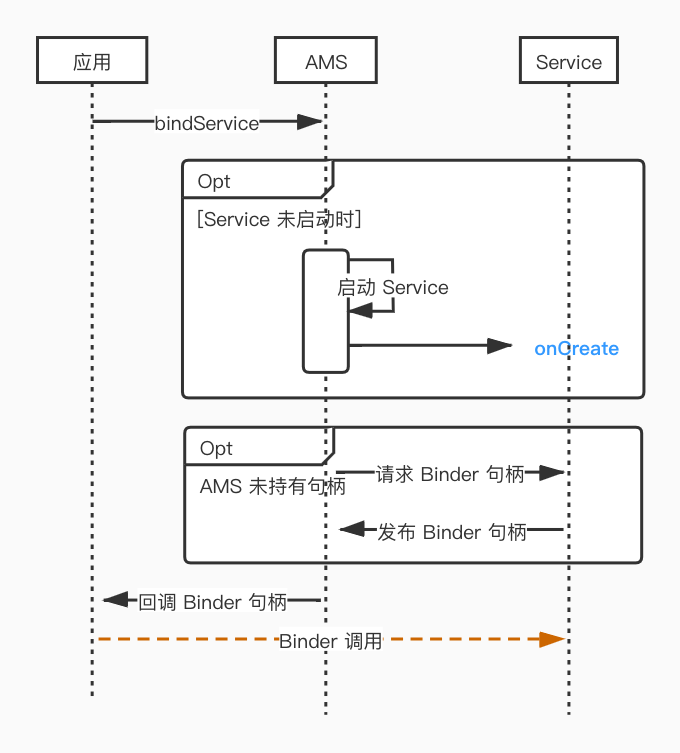 应用
AMS
Service
bindService
Opt
[Service 未启动时]
启动 Service
onCreate
Opt
AMS 未持有句柄
请求 Binder 句柄
发布 Binder 句柄
回调 Binder 句柄
Binder 调用